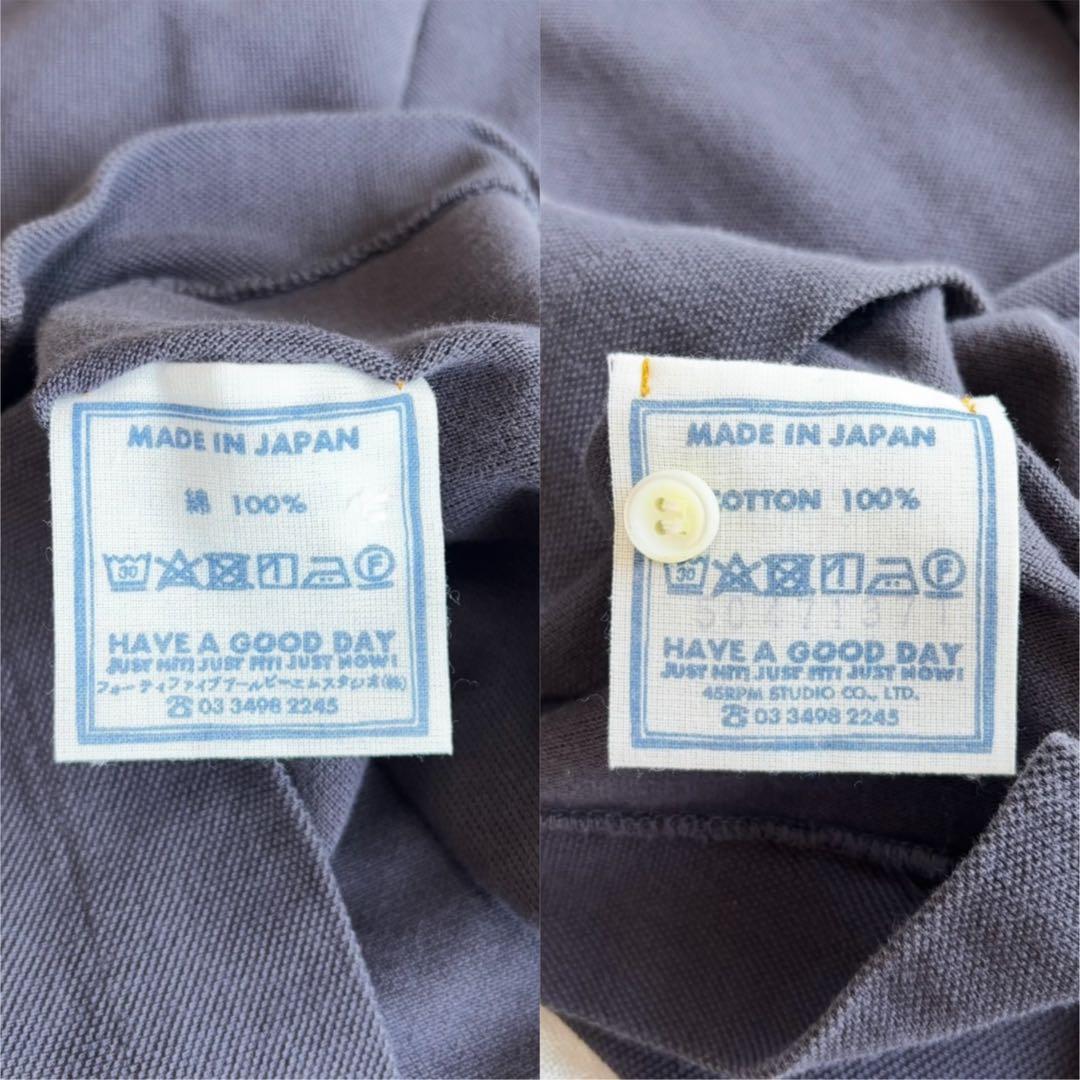 MADE IN JAPAN
綿 100%
30
F
HAVE A GOOD DAY
JUST HIT! JUST FIT! JUST NOW!
フォーティファイブアールピーエムスタジオ(株)
☎ 03 3498 2245
MADE IN JAPAN
COTTON 100%
30
F
HAVE A GOOD DAY
JUST HIT! JUST FIT! JUST NOW!
45RPM STUDIO CO., LTD.
☎ 03 3498 2245